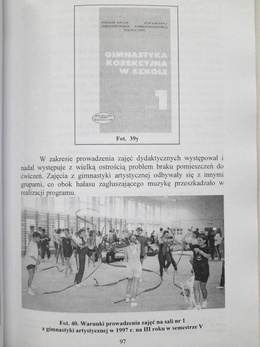 GIMNASTYKA
KOREKCYJNA
W SZKOLE
1
Fot. 39y
W zakresie prowadzenia zajęć dydaktycznych występował i
nadal występuje z wielką ostrością problem braku pomieszczeń do
ćwiczeń. Zajęcia z gimnastyki artystycznej odbywały się z innymi
grupami, co obok hałasu zagłuszającego muzykę przeszkadzało w
realizacji programu.
Fot. 40. Warunki prowadzenia zajęć na sali nr 1
z gimnastyki artystycznej w 1997 r. na III roku w semestrze V
97